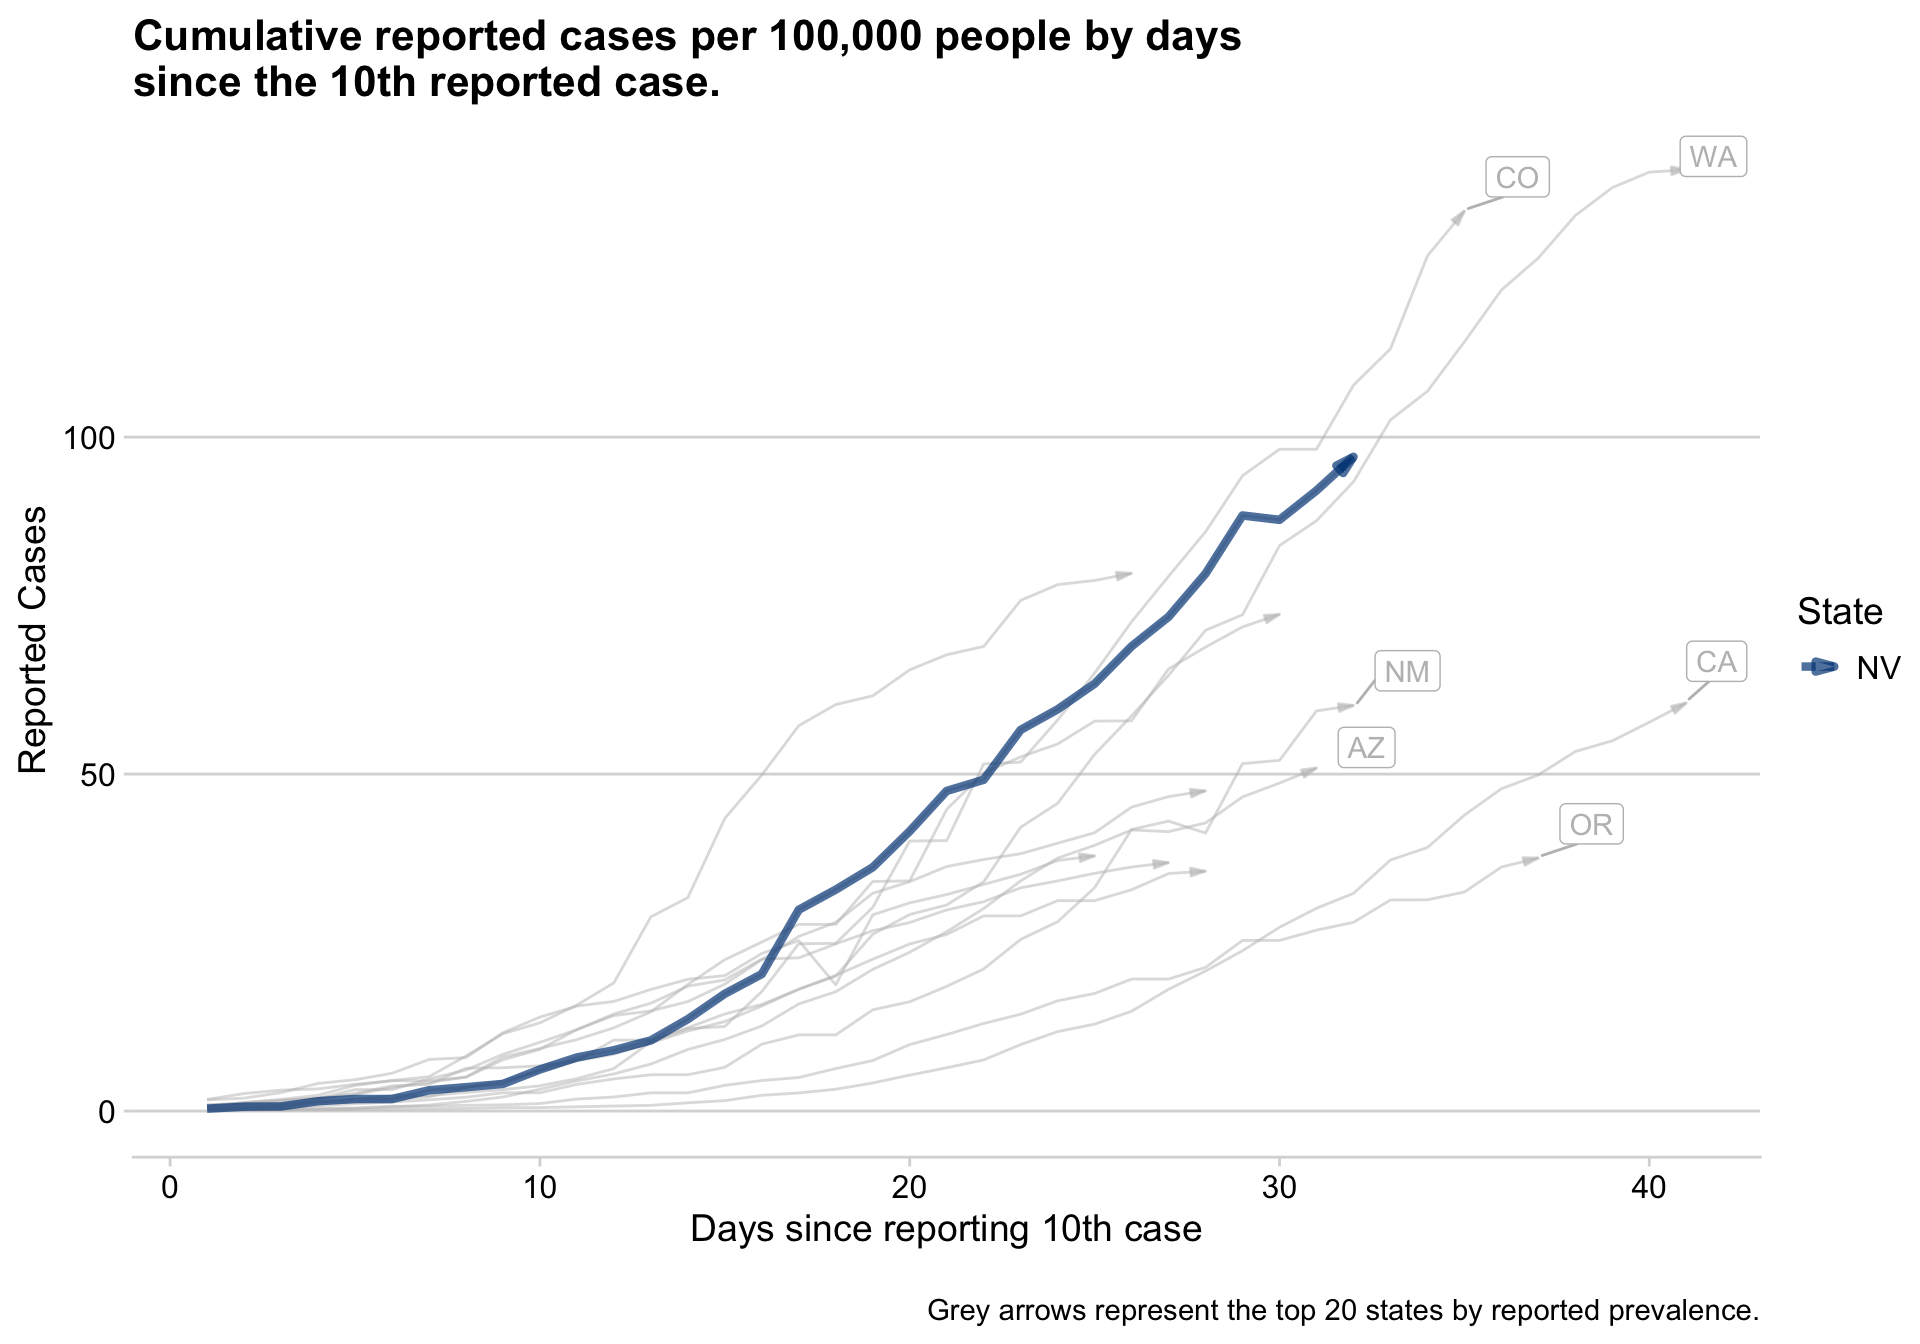 Cumulative reported cases per 100,000 people by days
since the 10th reported case.
WA
CO
100
Reported Cases
State
NV
CA
NM
AZ
50
OR
0
0 10 20 30 40
Days since reporting 10th case
Grey arrows represent the top 20 states by reported prevalence.